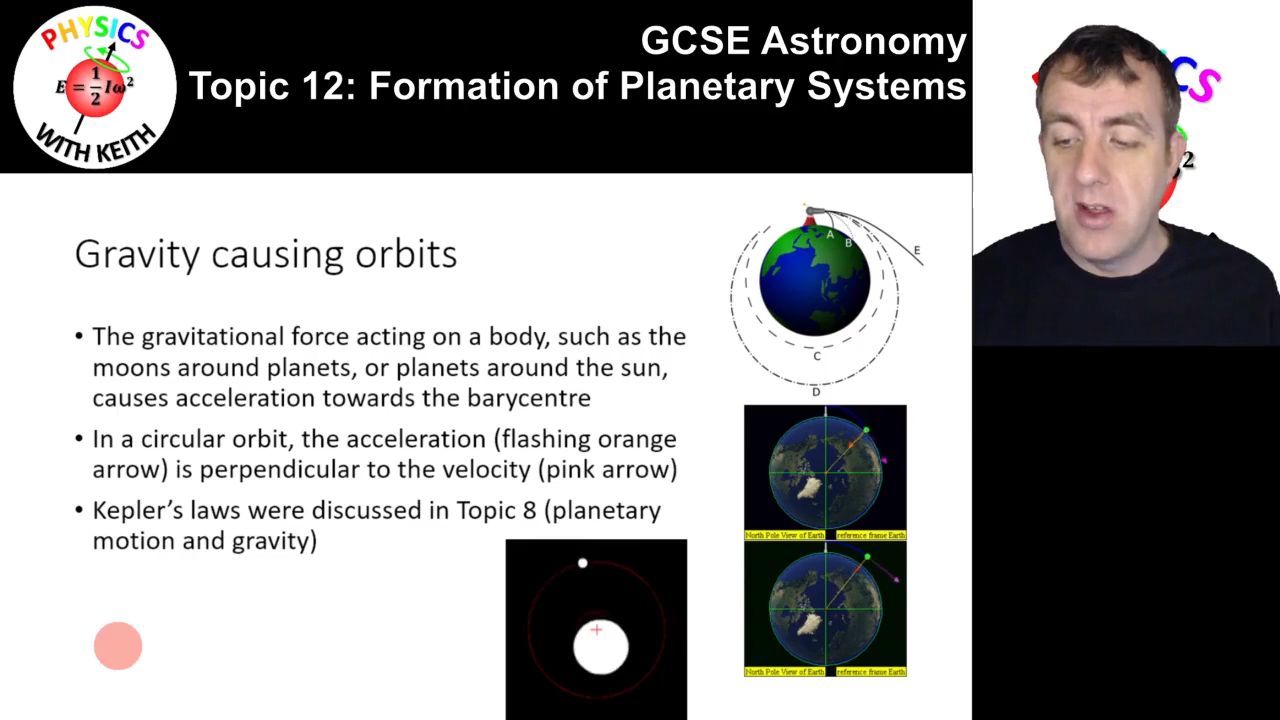 PHYSICS
E = 1/2 Iω²
WITH KEITH
GCSE Astronomy
Topic 12: Formation of Planetary Systems
CS
2
Gravity causing orbits
• The gravitational force acting on a body, such as the
moons around planets, or planets around the sun,
causes acceleration towards the barycentre
• In a circular orbit, the acceleration (flashing orange
arrow) is perpendicular to the velocity (pink arrow)
• Kepler’s laws were discussed in Topic 8 (planetary
motion and gravity)
A
B
E
C
D
North Pole View of Earth reference frame Earth
North Pole View of Earth reference frame Earth